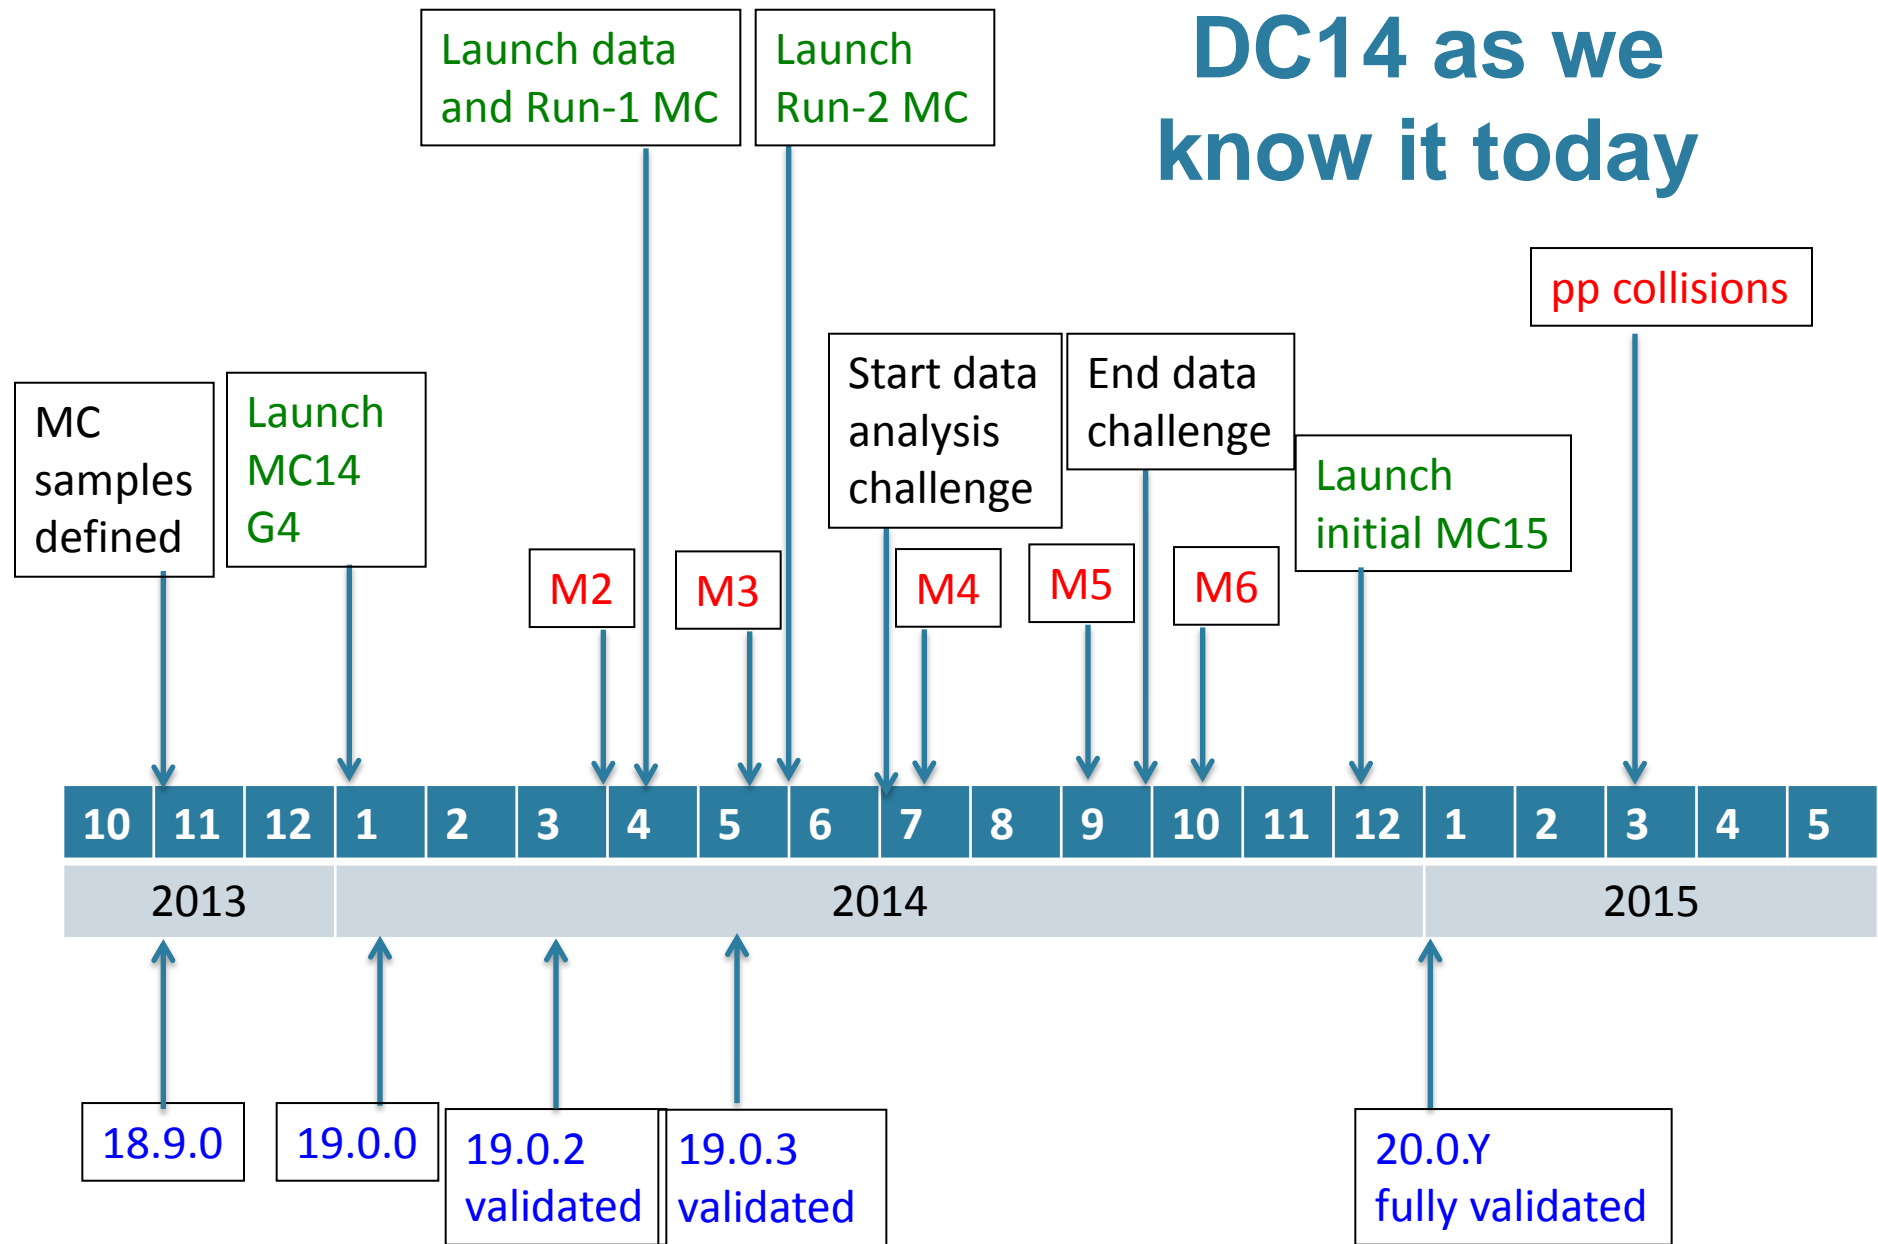 DC14 as we
know it today
Launch data
and Run-1 MC
Launch
Run-2 MC
pp collisions
MC
samples
defined
Launch
MC14
G4
Start data
analysis
challenge
End data
challenge
Launch
initial MC15
M2
M3
M4
M5
M6
10 11 12 1 2 3 4 5 6 7 8 9 10 11 12 1 2 3 4 5
2013 2014 2015
18.9.0
19.0.0
19.0.2
validated
19.0.3
validated
20.0.Y
fully validated